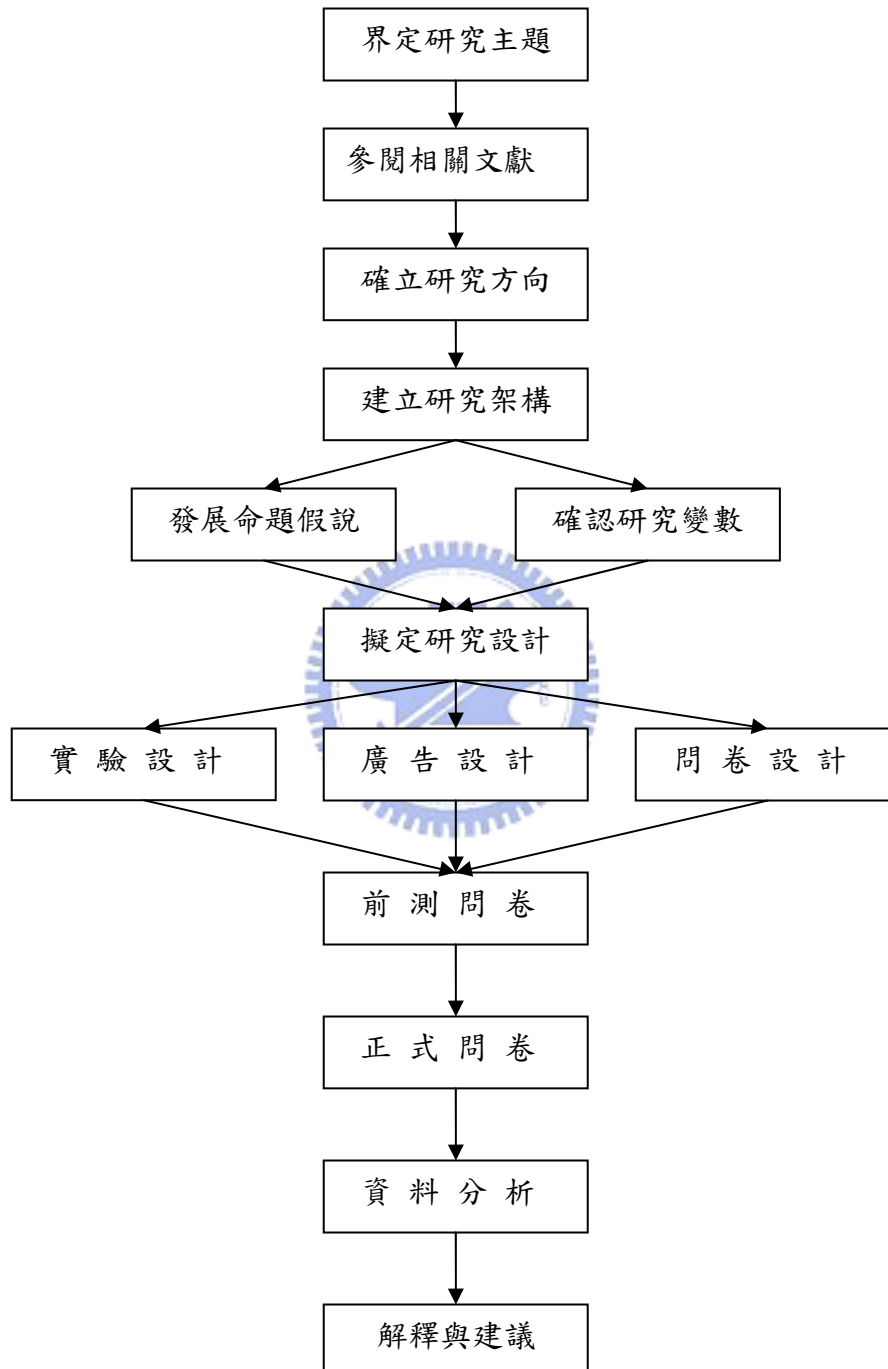 界定研究主題
參閱相關文獻
確立研究方向
建立研究架構
發展命題假說
確認研究變數
擬定研究設計
實驗設計
廣告設計
問卷設計
前測問卷
正式問卷
資料分析
解釋與建議